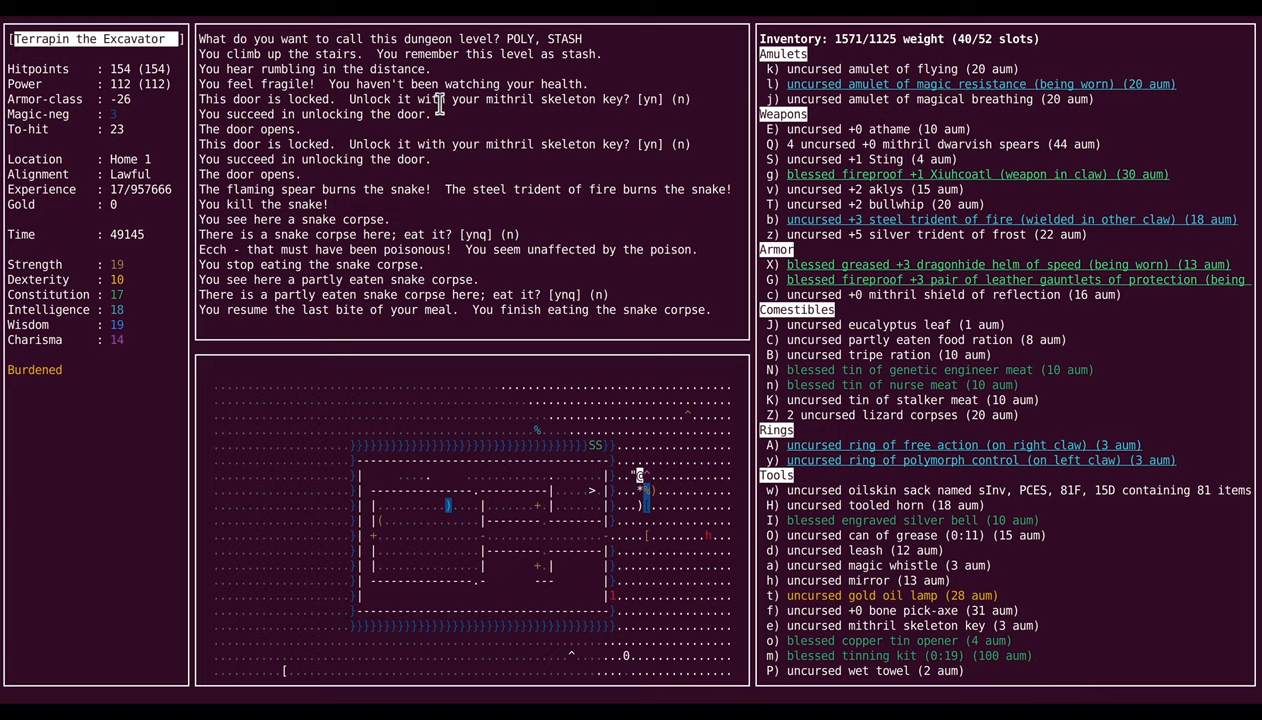 [Terrapin the Excavator ]
Hitpoints : 154 (154)
Power : 112 (112)
Armor-class : -26
Magic-neg : 3
To-hit : 23
Location : Home 1
Alignment : Lawful
Experience : 17/957666
Gold : 0
Time : 49145
Strength : 19
Dexterity : 10
Constitution : 17
Intelligence : 18
Wisdom : 19
Charisma : 14
Burdened
What do you want to call this dungeon level? POLY, STASH
You climb up the stairs. You remember this level as stash.
You hear rumbling in the distance.
You feel fragile! You haven't been watching your health.
This door is locked. Unlock it with your mithril skeleton key? [yn] (n)
You succeed in unlocking the door.
The door opens.
This door is locked. Unlock it with your mithril skeleton key? [yn] (n)
You succeed in unlocking the door.
The door opens.
The flaming spear burns the snake! The steel trident of fire burns the snake!
You kill the snake!
You see here a snake corpse.
There is a snake corpse here; eat it? [ynq] (n)
Ecch - that must have been poisonous! You seem unaffected by the poison.
You stop eating the snake corpse.
You see here a partly eaten snake corpse.
There is a partly eaten snake corpse here; eat it? [ynq] (n)
You resume the last bite of your meal. You finish eating the snake corpse.
Inventory: 1571/1125 weight (40/52 slots)
Amulets
k) uncursed amulet of flying (20 aum)
l) uncursed amulet of magic resistance (being worn) (20 aum)
j) uncursed amulet of magical breathing (20 aum)
Weapons
E) uncursed +0 athame (10 aum)
Q) 4 uncursed +0 mithril dwarvish spears (44 aum)
S) uncursed +1 Sting (4 aum)
g) blessed fireproof +1 Xiuhcoatl (weapon in claw) (30 aum)
v) uncursed +2 aklys (15 aum)
T) uncursed +2 bullwhip (20 aum)
b) uncursed +3 steel trident of fire (wielded in other claw) (18 aum)
z) uncursed +5 silver trident of frost (22 aum)
Armor
X) blessed greased +3 dragonhide helm of speed (being worn) (13 aum)
G) blessed fireproof +3 pair of leather gauntlets of protection (being
c) uncursed +0 mithril shield of reflection (16 aum)
Comestibles
J) uncursed eucalyptus leaf (1 aum)
C) uncursed partly eaten food ration (8 aum)
B) uncursed tripe ration (10 aum)
N) blessed tin of genetic engineer meat (10 aum)
n) blessed tin of nurse meat (10 aum)
K) uncursed tin of stalker meat (10 aum)
Z) 2 uncursed lizard corpses (20 aum)
Rings
A) uncursed ring of free action (on right claw) (3 aum)
y) uncursed ring of polymorph control (on left claw) (3 aum)
Tools
w) uncursed oilskin sack named sInv, PCES, 81F, 15D containing 81 items
H) uncursed tooled horn (18 aum)
I) blessed engraved silver bell (10 aum)
O) uncursed can of grease (0:11) (15 aum)
d) uncursed leash (12 aum)
a) uncursed magic whistle (3 aum)
h) uncursed mirror (13 aum)
t) uncursed gold oil lamp (28 aum)
f) uncursed +0 bone pick-axe (31 aum)
e) uncursed mithril skeleton key (3 aum)
o) blessed copper tin opener (4 aum)
m) blessed tinning kit (0:19) (100 aum)
P) uncursed wet towel (2 aum)